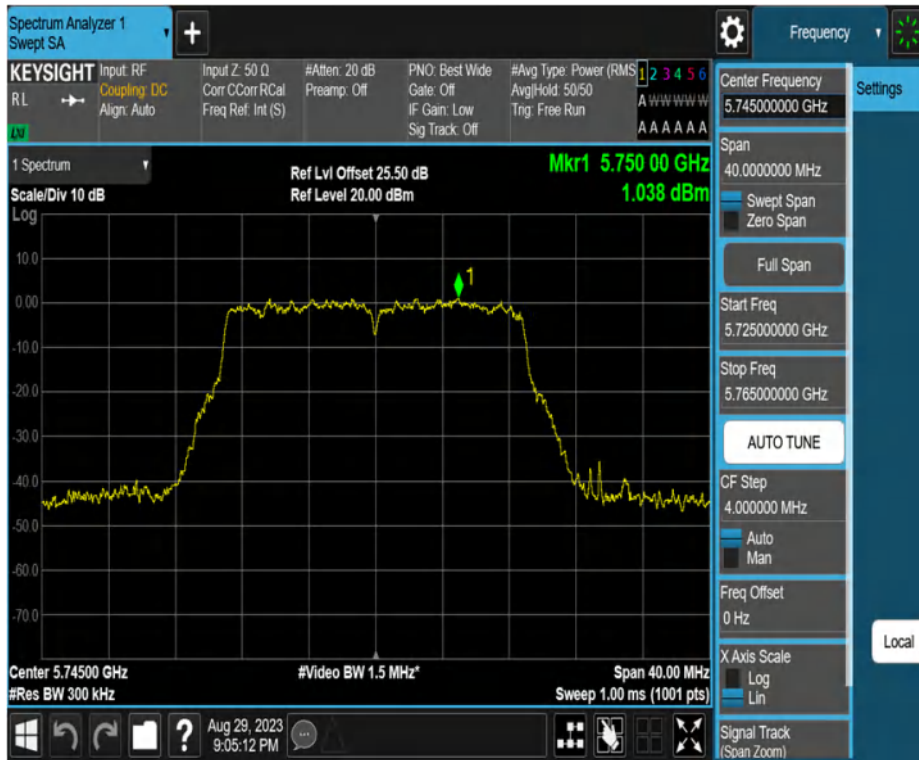 Spectrum Analyzer 1
Swept SA
+
Frequency
KEYSIGHT
RL
LXI
Input: RF
Coupling: DC
Align: Auto
Input Z: 50 Ω
Corr CCorr RCal
Freq Ref: Int (S)
#Atten: 20 dB
Preamp: Off
PNO: Best Wide
Gate: Off
IF Gain: Low
Sig Track: Off
#Avg Type: Power (RMS
Avg|Hold: 50/50
Trig: Free Run
1 2 3 4 5 6
A W W W W W
A A A A A A
1 Spectrum
Scale/Div 10 dB
Log
Ref Lvl Offset 25.50 dB
Ref Level 20.00 dBm
Mkr1 5.750 00 GHz
1.038 dBm
1
10.0
0.00
-10.0
-20.0
-30.0
-40.0
-50.0
-60.0
-70.0
Center 5.74500 GHz
#Res BW 300 kHz
#Video BW 1.5 MHz*
Span 40.00 MHz
Sweep 1.00 ms (1001 pts)
?
Aug 29, 2023
9:05:12 PM
Center Frequency
5.745000000 GHz
Span
40.0000000 MHz
Swept Span
Zero Span
Full Span
Start Freq
5.725000000 GHz
Stop Freq
5.765000000 GHz
AUTO TUNE
CF Step
4.000000 MHz
Auto
Man
Freq Offset
0 Hz
X Axis Scale
Log
Lin
Signal Track
(Span Zoom)
Settings
Local